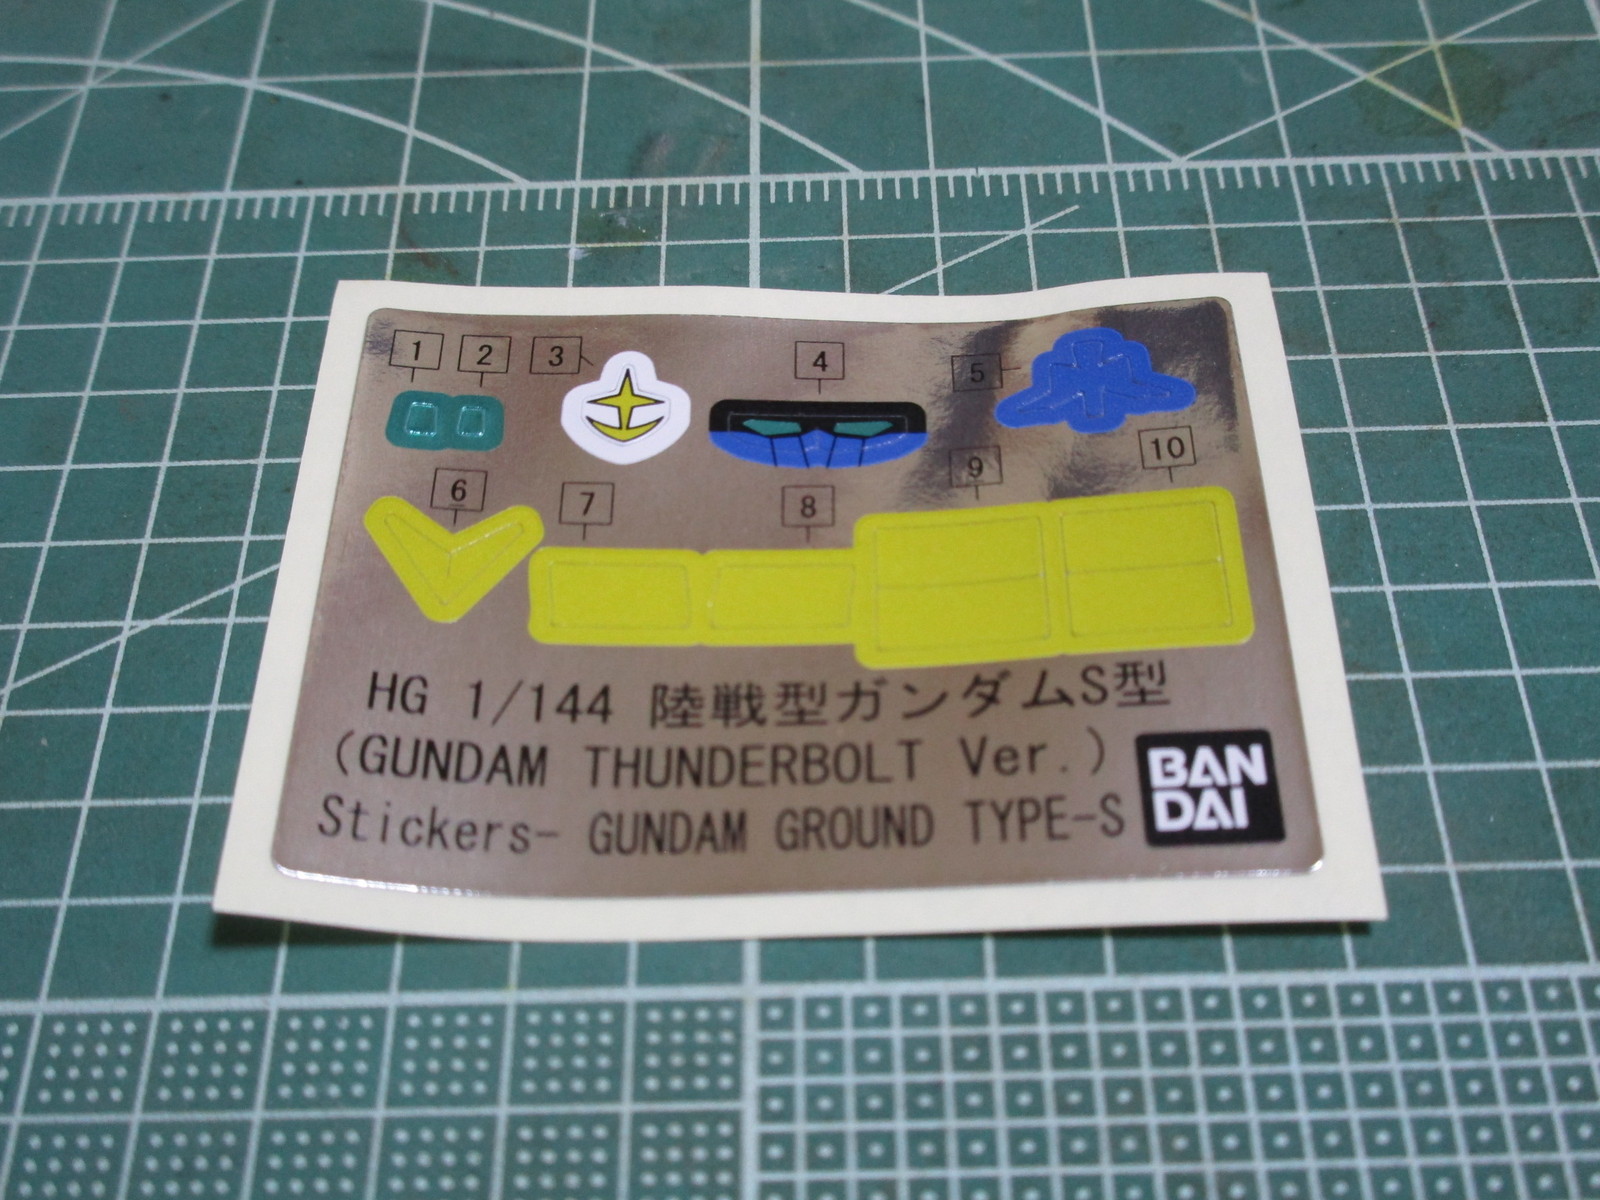 1 2 3 4 5
6 7 8 9 10
HG 1/144 陸戦型ガンダムS型
(GUNDAM THUNDERBOLT Ver.)
Stickers- GUNDAM GROUND TYPE-S
BAN
DAI